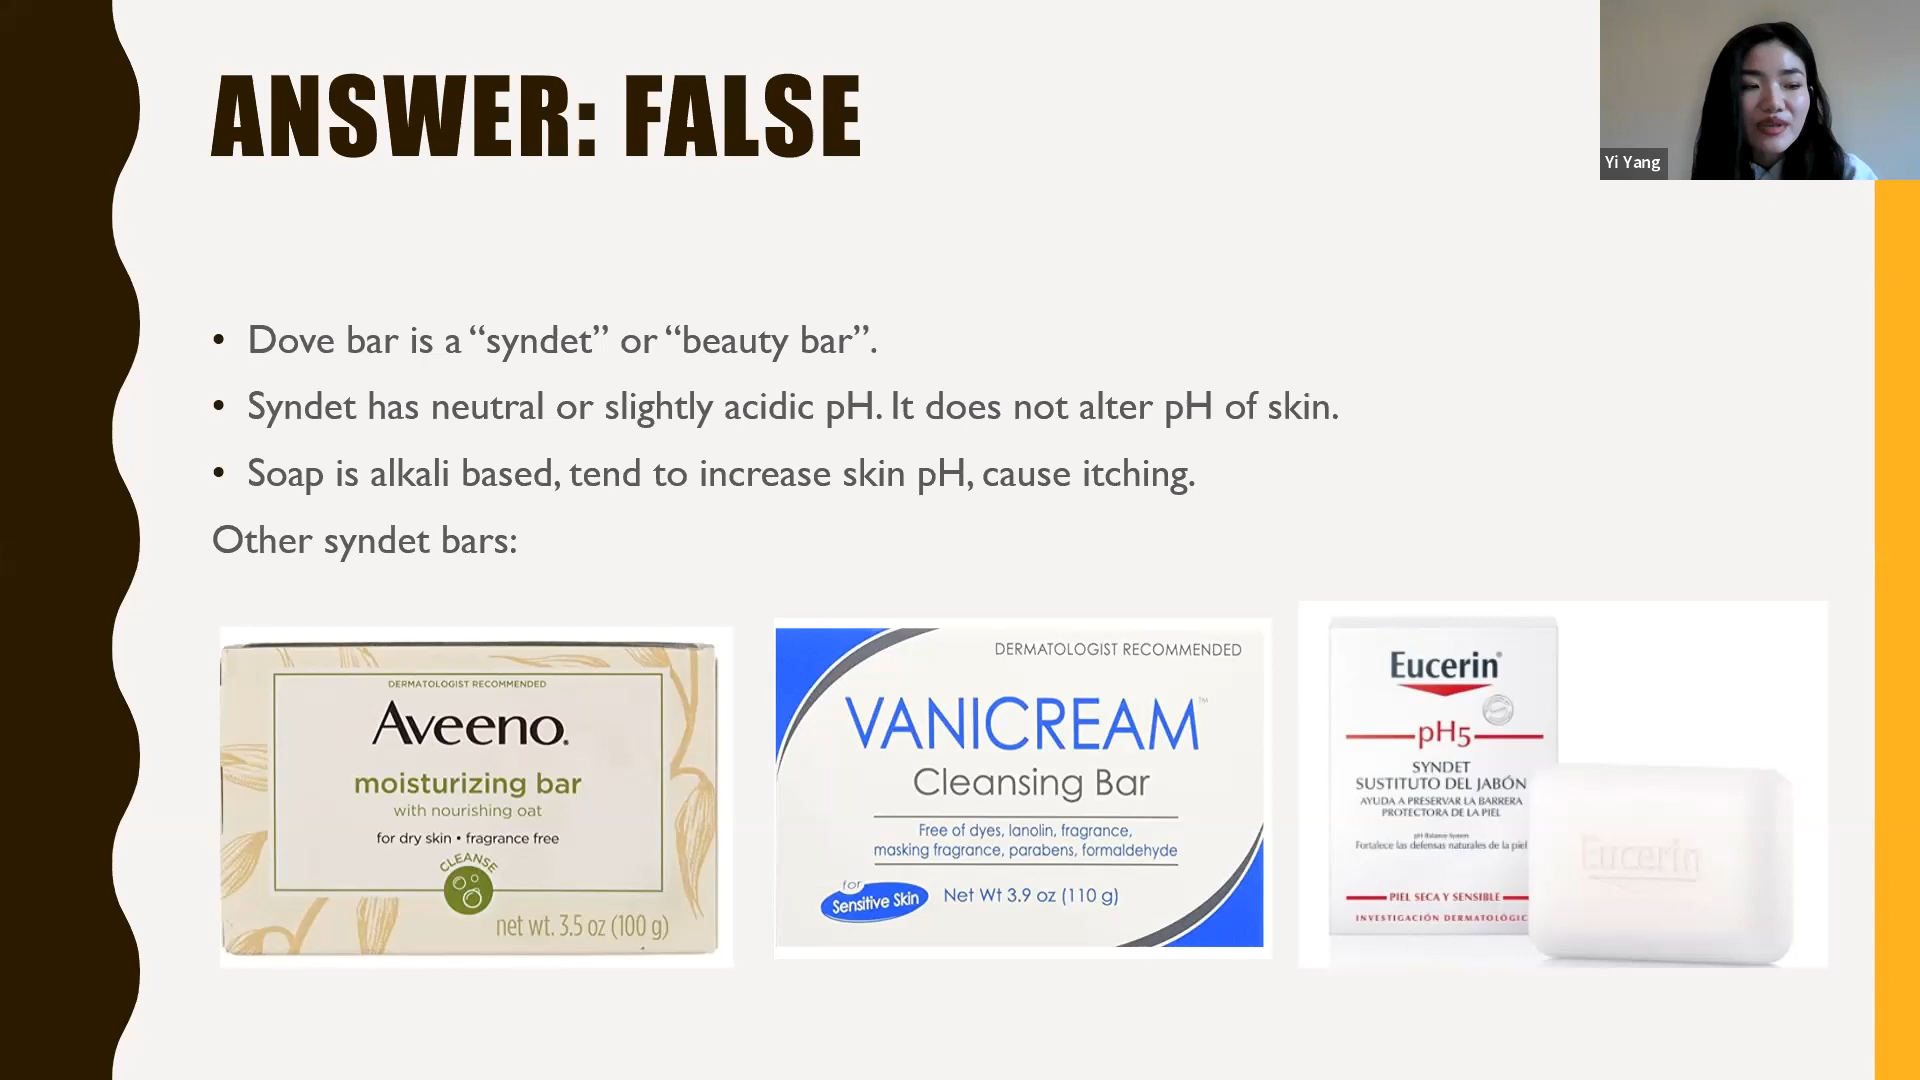 ANSWER: FALSE
Yi Yang
• Dove bar is a “syndet” or “beauty bar”.
• Syndet has neutral or slightly acidic pH. It does not alter pH of skin.
• Soap is alkali based, tend to increase skin pH, cause itching.
Other syndet bars:
DERMATOLOGIST RECOMMENDED
Aveeno.
moisturizing bar
with nourishing oat
for dry skin • fragrance free
CLEANSE
net wt. 3.5 oz (100 g)
DERMATOLOGIST RECOMMENDED
VANICREAM™
Cleansing Bar
Free of dyes, lanolin, fragrance,
masking fragrance, parabens, formaldehyde
for
Sensitive Skin
Net Wt 3.9 oz (110 g)
Eucerin®
pH5
SYNDET
SUSTITUTO DEL JABÓN
AYUDA A PRESERVAR LA BARRERA
PROTECTORA DE LA PIEL
pH Balance System
Fortalece las defensas naturales de la piel
PIEL SECA Y SENSIBLE
INVESTIGACIÓN DERMATOLÓGIC
Eucerin